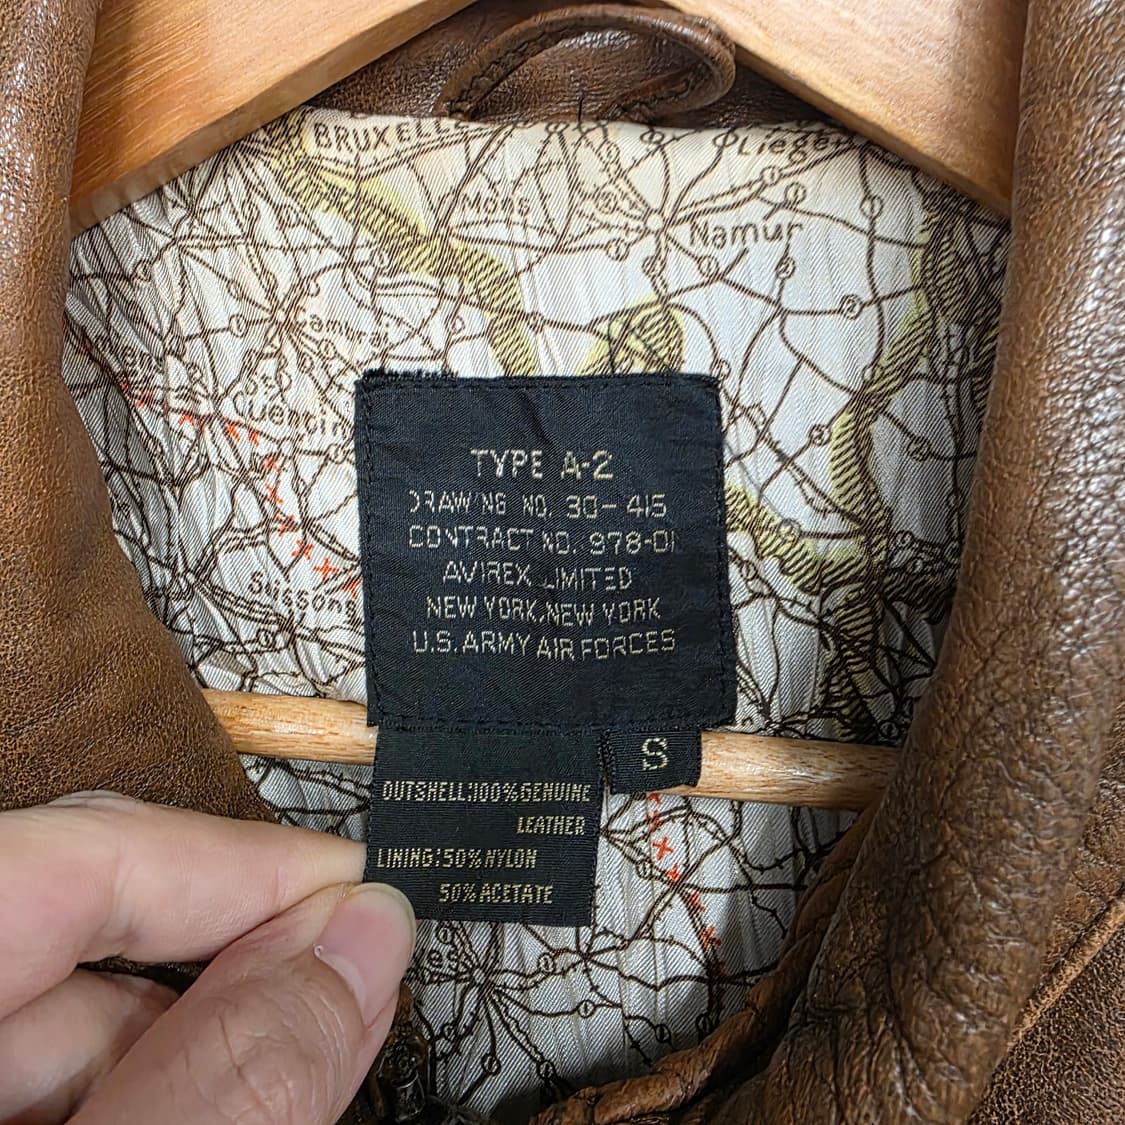 BRUXELLE
Liege
Mons
Namur
Soissons
TYPE A-2
DRAWING NO. 30-415
CONTRACT NO. 978-01
AVIREX LIMITED
NEW YORK, NEW YORK
U.S. ARMY AIR FORCES
S
OUTSHELL:100%GENUINE
LEATHER
LINING:50%NYLON
50%ACETATE